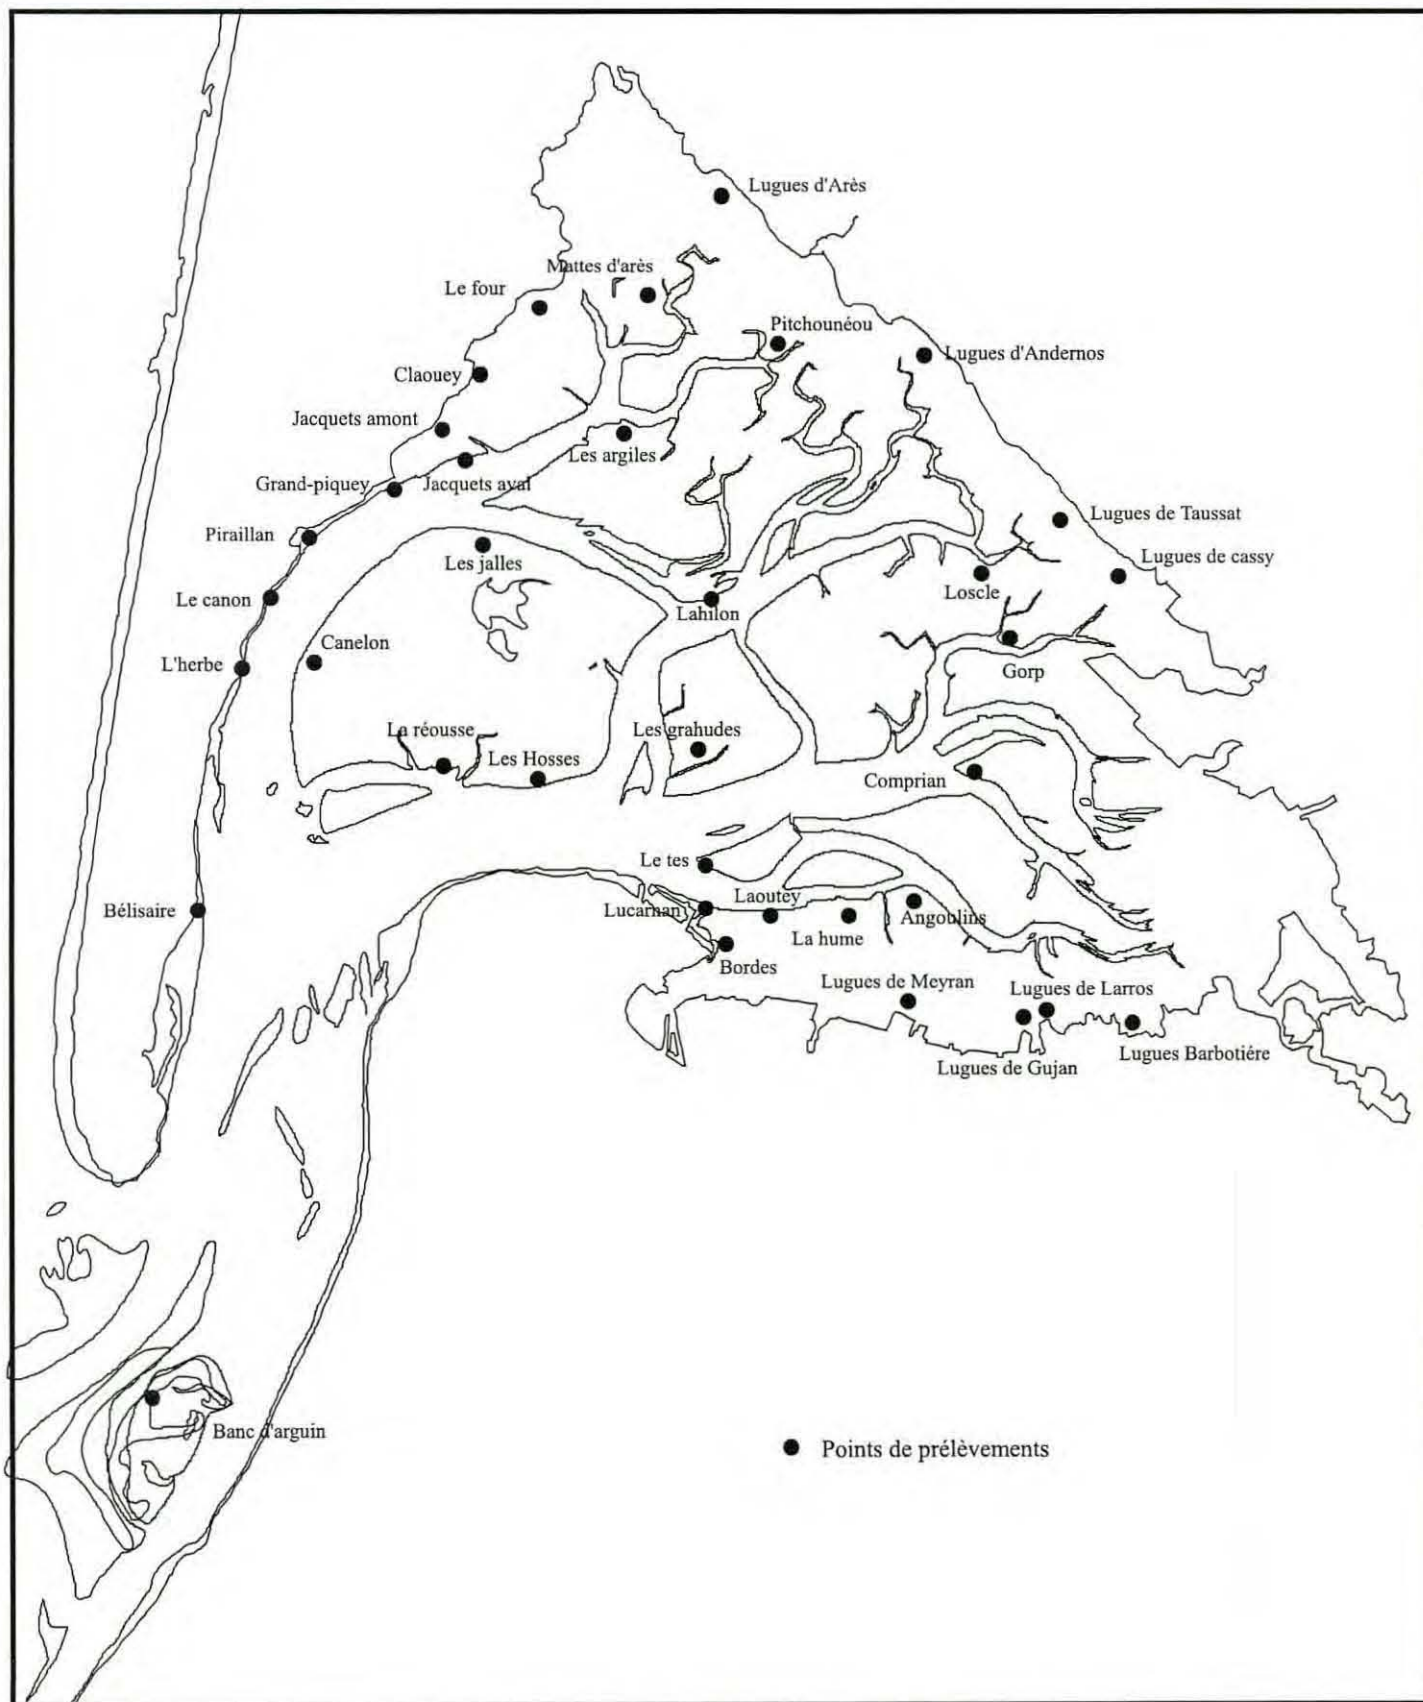 Lugues d'Arès
Mattes d'arès
Le four
Pitchounéou
Lugues d'Andernos
Claouey
Jacquets amont
Les argiles
Grand-piquey
Jacquets aval
Lugues de Taussat
Piraillan
Les jalles
Lugues de cassy
Loscle
Le canon
Lahilon
Canelon
L'herbe
Gorp
La réousse
Les grahudes
Les Hosses
Comprian
Le tes
Laoutey
Bélisaire
Lucarnan
Angoulins
La hume
Bordes
Lugues de Meyran
Lugues de Larros
Lugues Barbotiére
Lugues de Gujan
Banc d'arguin
Points de prélèvements